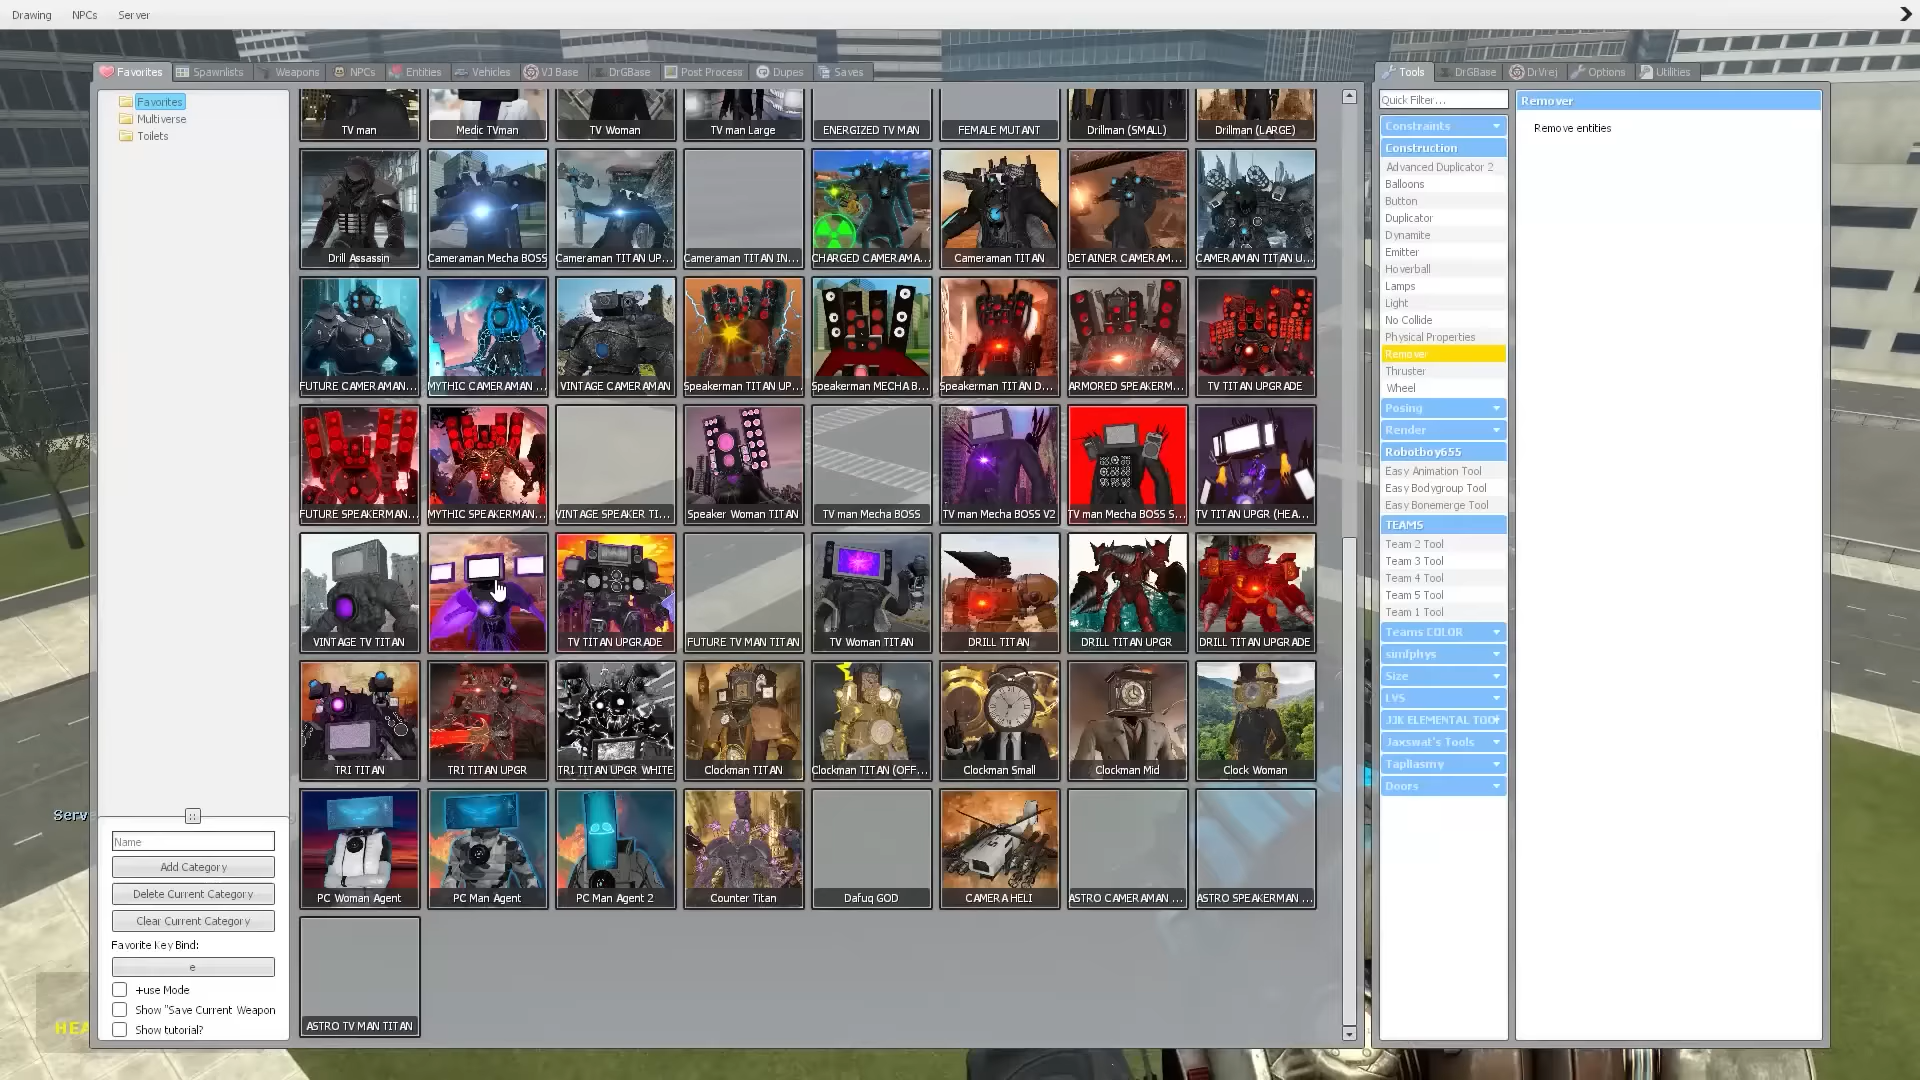 Drawing NPCs Server
Favorites Spawnlists Weapons NPCs Entities Vehicles VJ Base DrGBase Post Process Dupes Saves
Tools DrGBase DrVrej Options Utilities
Favorites
Multiverse
Toilets
TV man Medic TVman TV Woman TV man Large ENERGIZED TV MAN FEMALE MUTANT Drillman (SMALL) Drillman (LARGE)
Drill Assassin Cameraman Mecha BOSS Cameraman TITAN UP... Cameraman TITAN IN... CHARGED CAMERAMA... Cameraman TITAN DETAINER CAMERAM... CAMERAMAN TITAN U...
FUTURE CAMERAMAN... MYTHIC CAMERAMAN ... VINTAGE CAMERAMAN Speakerman TITAN UP... Speakerman MECHA B... Speakerman TITAN D... ARMORED SPEAKERM... TV TITAN UPGRADE
FUTURE SPEAKERMAN... MYTHIC SPEAKERMAN... VINTAGE SPEAKER TI... Speaker Woman TITAN TV man Mecha BOSS TV man Mecha BOSS V2 TV man Mecha BOSS S... TV TITAN UPGR (HEA...
VINTAGE TV TITAN TV TITAN UPGRADE FUTURE TV MAN TITAN TV Woman TITAN DRILL TITAN DRILL TITAN UPGR DRILL TITAN UPGRADE
TRI TITAN TRI TITAN UPGR TRI TITAN UPGR WHITE Clockman TITAN Clockman TITAN (OFF... Clockman Small Clockman Mid Clock Woman
PC Woman Agent PC Man Agent PC Man Agent 2 Counter Titan Dafuq GOD CAMERA HELI ASTRO CAMERAMAN ... ASTRO SPEAKERMAN ...
ASTRO TV MAN TITAN
Serv
Name
Add Category
Delete Current Category
Clear Current Category
Favorite Key Bind:
e
+use Mode
Show "Save Current Weapon
Show tutorial?
HEA
Quick Filter...
Constraints
Construction
Advanced Duplicator 2
Balloons
Button
Duplicator
Dynamite
Emitter
Hoverball
Lamps
Light
No Collide
Physical Properties
Remover
Thruster
Wheel
Posing
Render
Robotboy655
Easy Animation Tool
Easy Bodygroup Tool
Easy Bonemerge Tool
TEAMS
Team 2 Tool
Team 3 Tool
Team 4 Tool
Team 5 Tool
Team 1 Tool
Teams COLOR
simfphys
Size
LVS
JJK ELEMENTAL TOO
Jaxswat's Tools
Tapliasmy
Doors
Remover
Remove entities